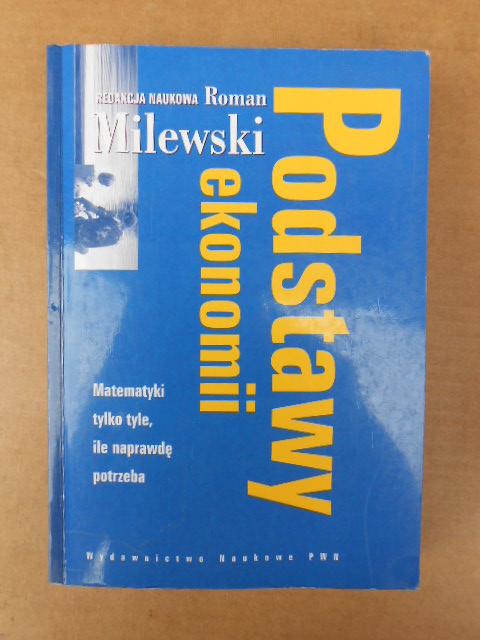 REDAKCJA NAUKOWA Roman
Milewski
Podstawy
ekonomii
Matematyki
tylko tyle,
ile naprawdę
potrzeba
Wydawnictwo Naukowe PWN